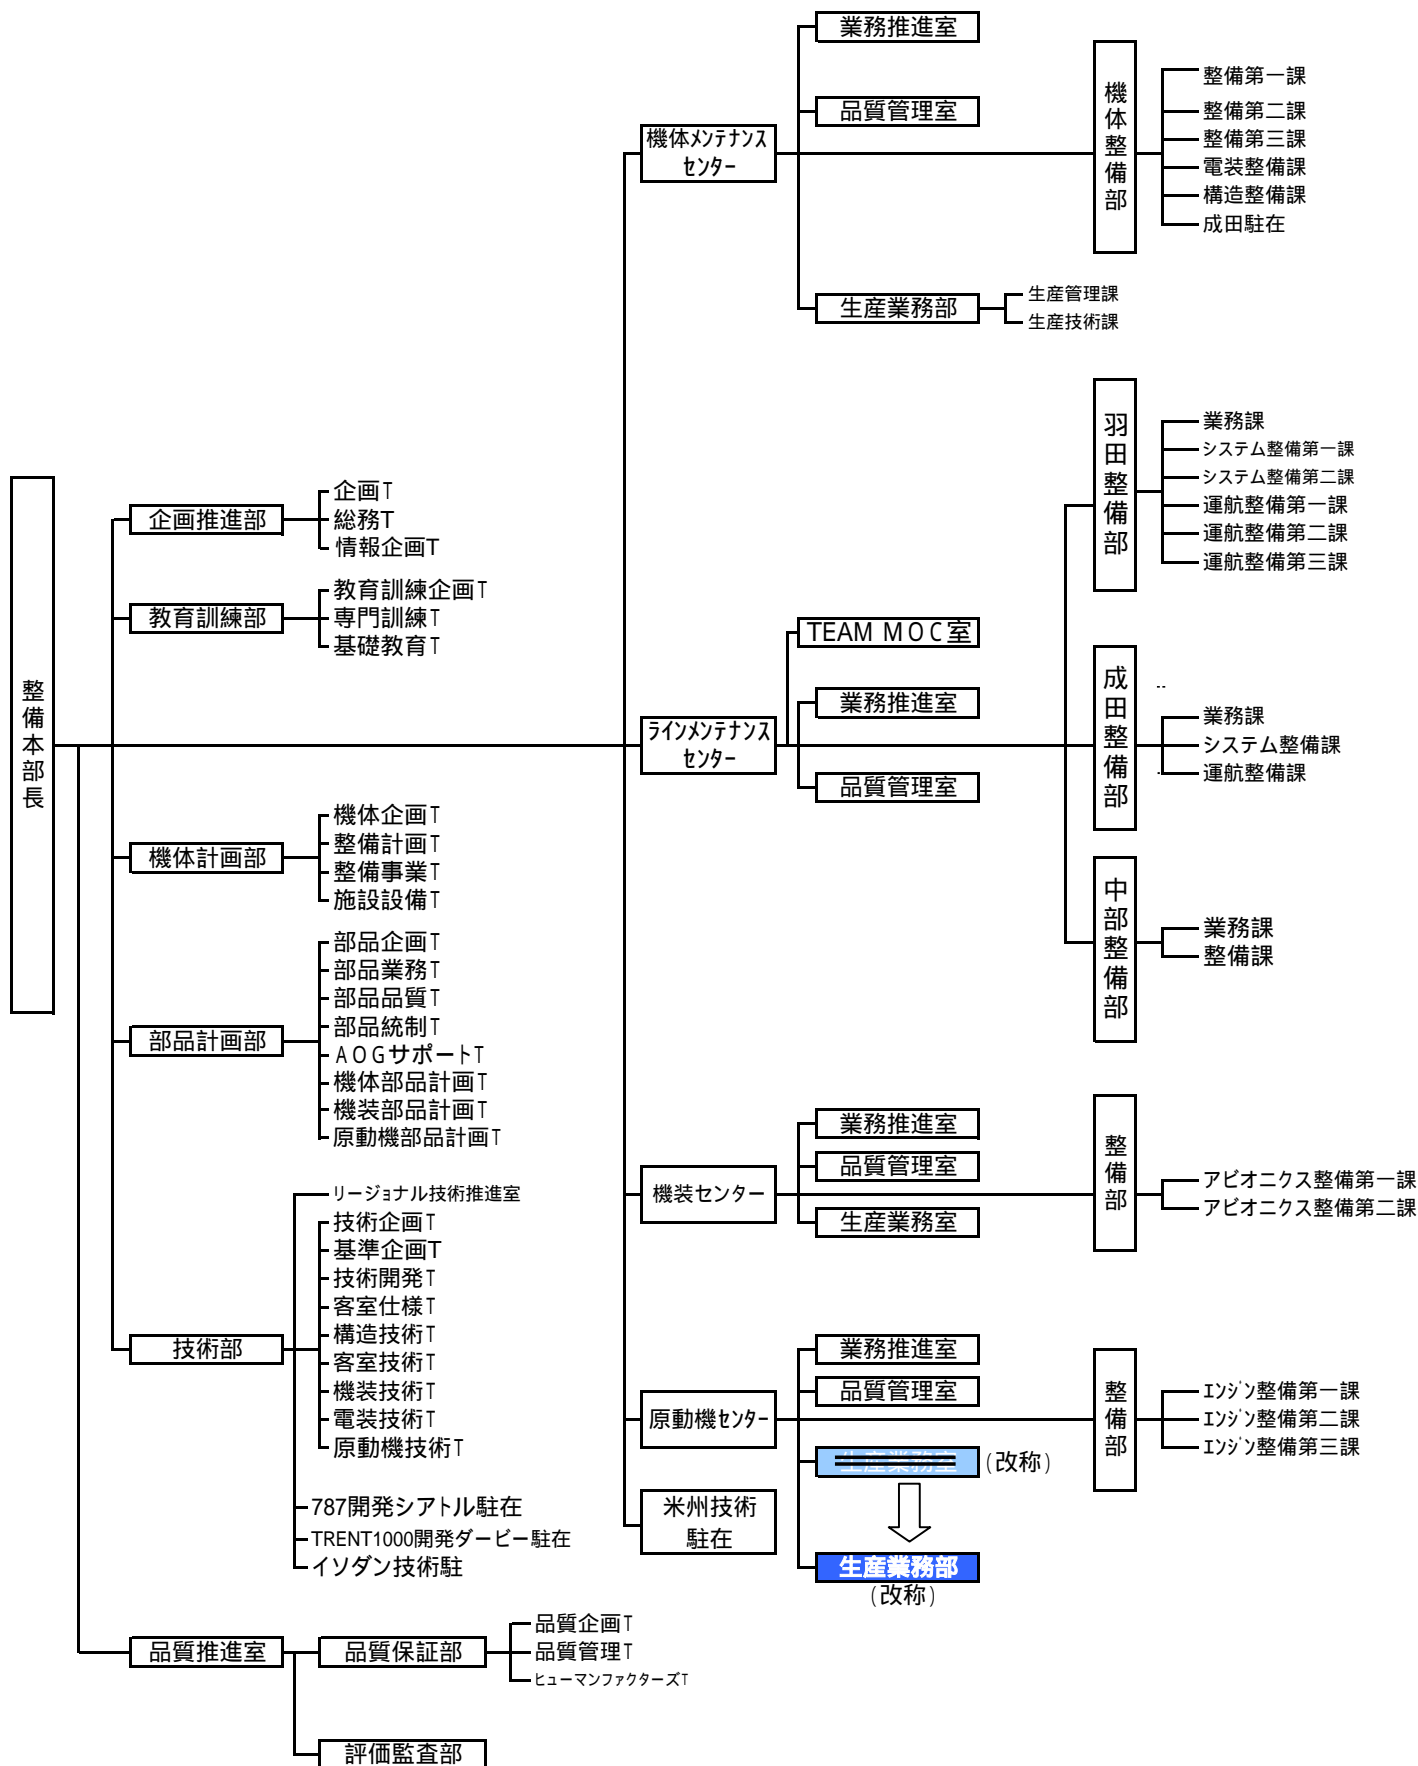 整備本部長
企画推進部
企画T
総務T
情報企画T
教育訓練部
教育訓練企画T
専門訓練T
基礎教育T
機体計画部
機体企画T
整備計画T
整備事業T
施設設備T
部品計画部
部品企画T
部品業務T
部品品質T
部品統制T
AOGサポートT
機体部品計画T
機装部品計画T
原動機部品計画T
技術部
リージョナル技術推進室
技術企画T
基準企画T
技術開発T
客室仕様T
構造技術T
客室技術T
機装技術T
電装技術T
原動機技術T
787開発シアトル駐在
TRENT1000開発ダービー駐在
イソダン技術駐
品質推進室
品質保証部
品質企画T
品質管理T
ヒューマンファクターズT
評価監査部
機体メンテナンス
センター
業務推進室
品質管理室
機体整備部
整備第一課
整備第二課
整備第三課
電装整備課
構造整備課
成田駐在
生産業務部
生産管理課
生産技術課
ラインメンテナンス
センター
TEAM MOC室
業務推進室
品質管理室
羽田整備部
業務課
システム整備第一課
システム整備第二課
運航整備第一課
運航整備第二課
運航整備第三課
成田整備部
業務課
システム整備課
運航整備課
中部整備部
業務課
整備課
機装センター
業務推進室
品質管理室
生産業務室
整備部
アビオニクス整備第一課
アビオニクス整備第二課
原動機センター
業務推進室
品質管理室
整備部
エンジン整備第一課
エンジン整備第二課
エンジン整備第三課
生産業務室 (改称)
生産業務部
(改称)
米州技術
駐在